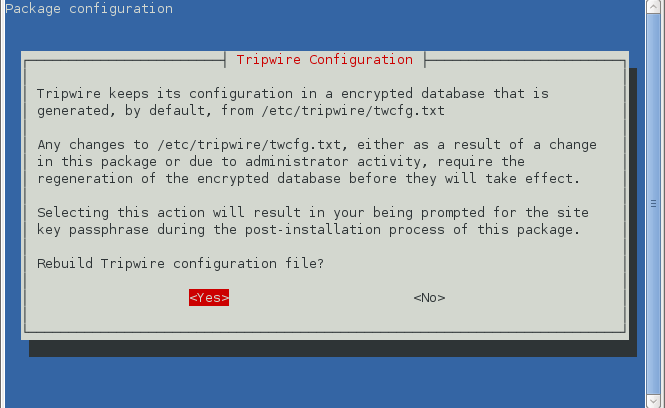 Package configuration
Tripwire Configuration
Tripwire keeps its configuration in a encrypted database that is
generated, by default, from /etc/tripwire/twcfg.txt
Any changes to /etc/tripwire/twcfg.txt, either as a result of a change
in this package or due to administrator activity, require the
regeneration of the encrypted database before they will take effect.
Selecting this action will result in your being prompted for the site
key passphrase during the post-installation process of this package.
Rebuild Tripwire configuration file?
<Yes> <No>